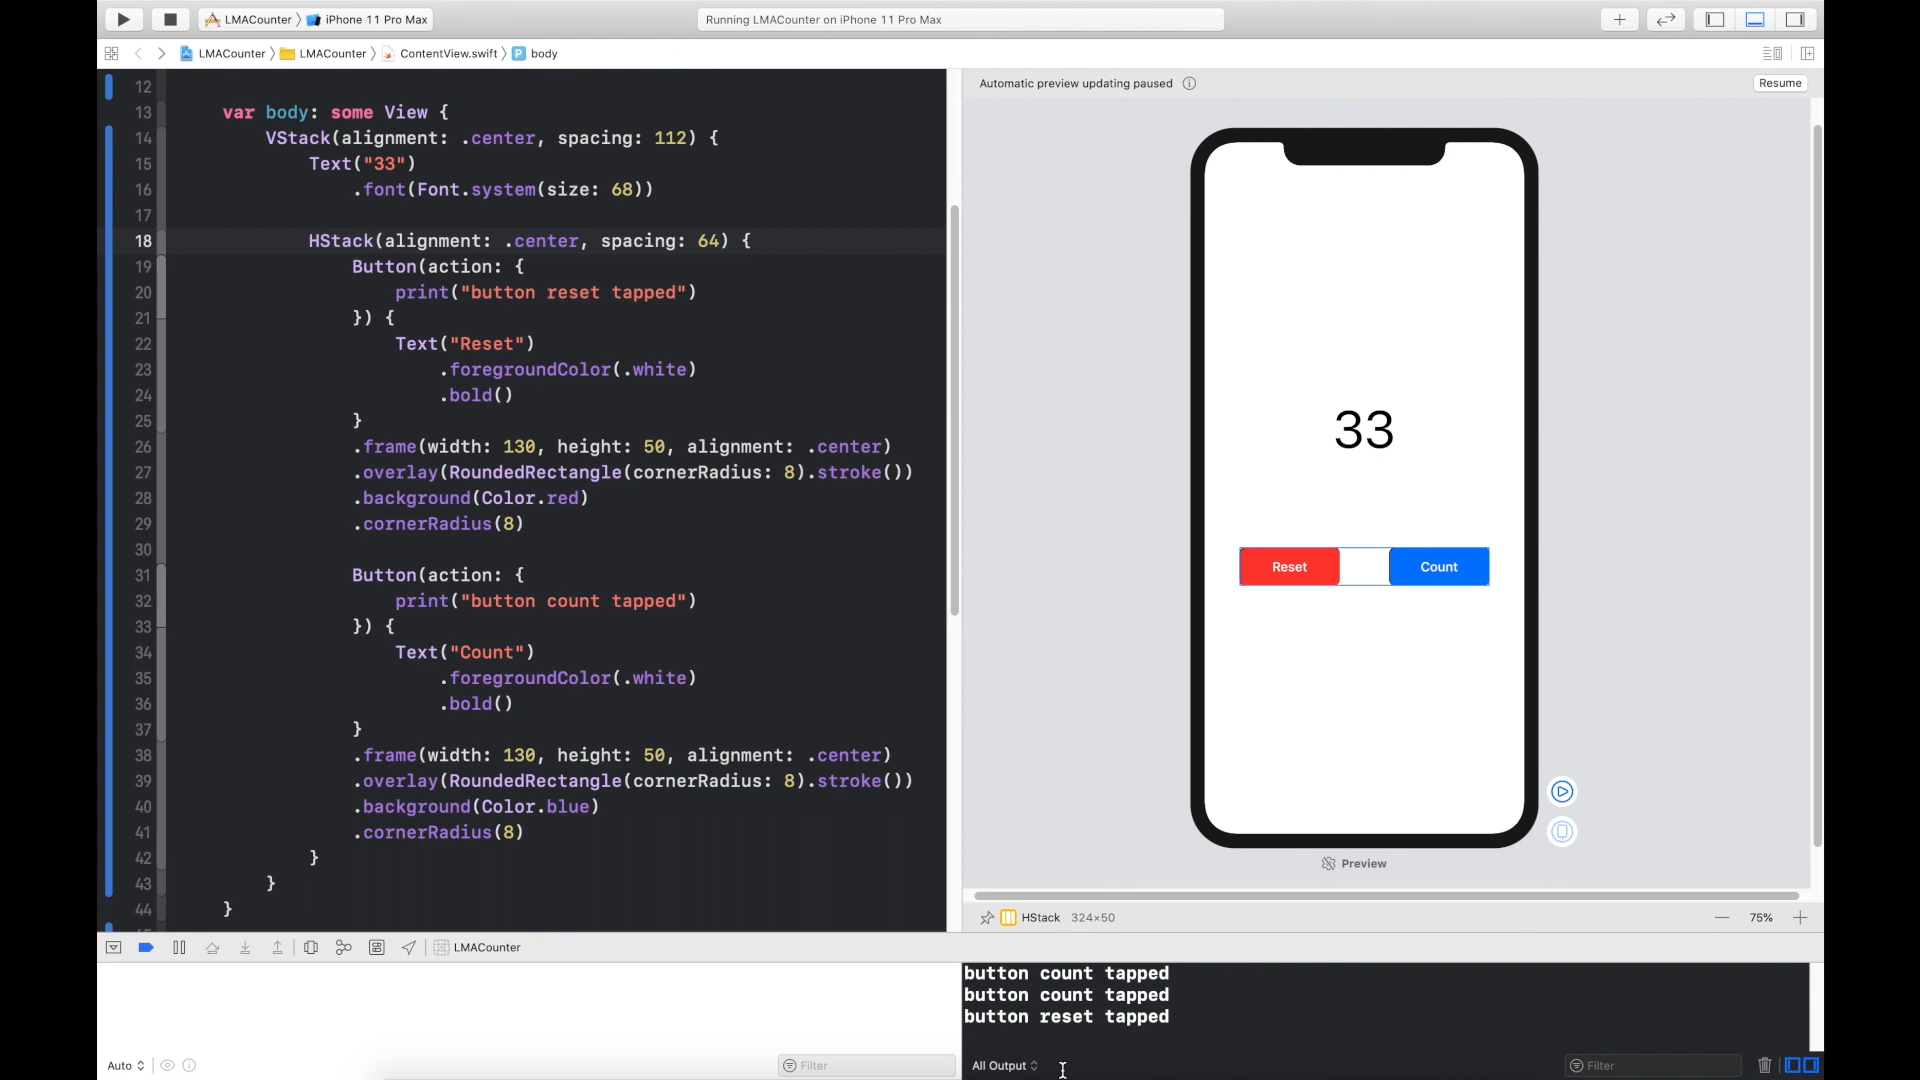 LMACounter 〉 iPhone 11 Pro Max
Running LMACounter on iPhone 11 Pro Max
LMACounter 〉 LMACounter 〉 ContentView.swift 〉 P body
12
13 var body: some View {
14 VStack(alignment: .center, spacing: 112) {
15 Text("33")
16 .font(Font.system(size: 68))
17
18 HStack(alignment: .center, spacing: 64) {
19 Button(action: {
20 print("button reset tapped")
21 }) {
22 Text("Reset")
23 .foregroundColor(.white)
24 .bold()
25 }
26 .frame(width: 130, height: 50, alignment: .center)
27 .overlay(RoundedRectangle(cornerRadius: 8).stroke())
28 .background(Color.red)
29 .cornerRadius(8)
30
31 Button(action: {
32 print("button count tapped")
33 }) {
34 Text("Count")
35 .foregroundColor(.white)
36 .bold()
37 }
38 .frame(width: 130, height: 50, alignment: .center)
39 .overlay(RoundedRectangle(cornerRadius: 8).stroke())
40 .background(Color.blue)
41 .cornerRadius(8)
42 }
43 }
44 }
Automatic preview updating paused
Resume
33
Reset
Count
Preview
HStack 324×50
75%
LMACounter
button count tapped
button count tapped
button reset tapped
Auto
Filter
All Output
Filter